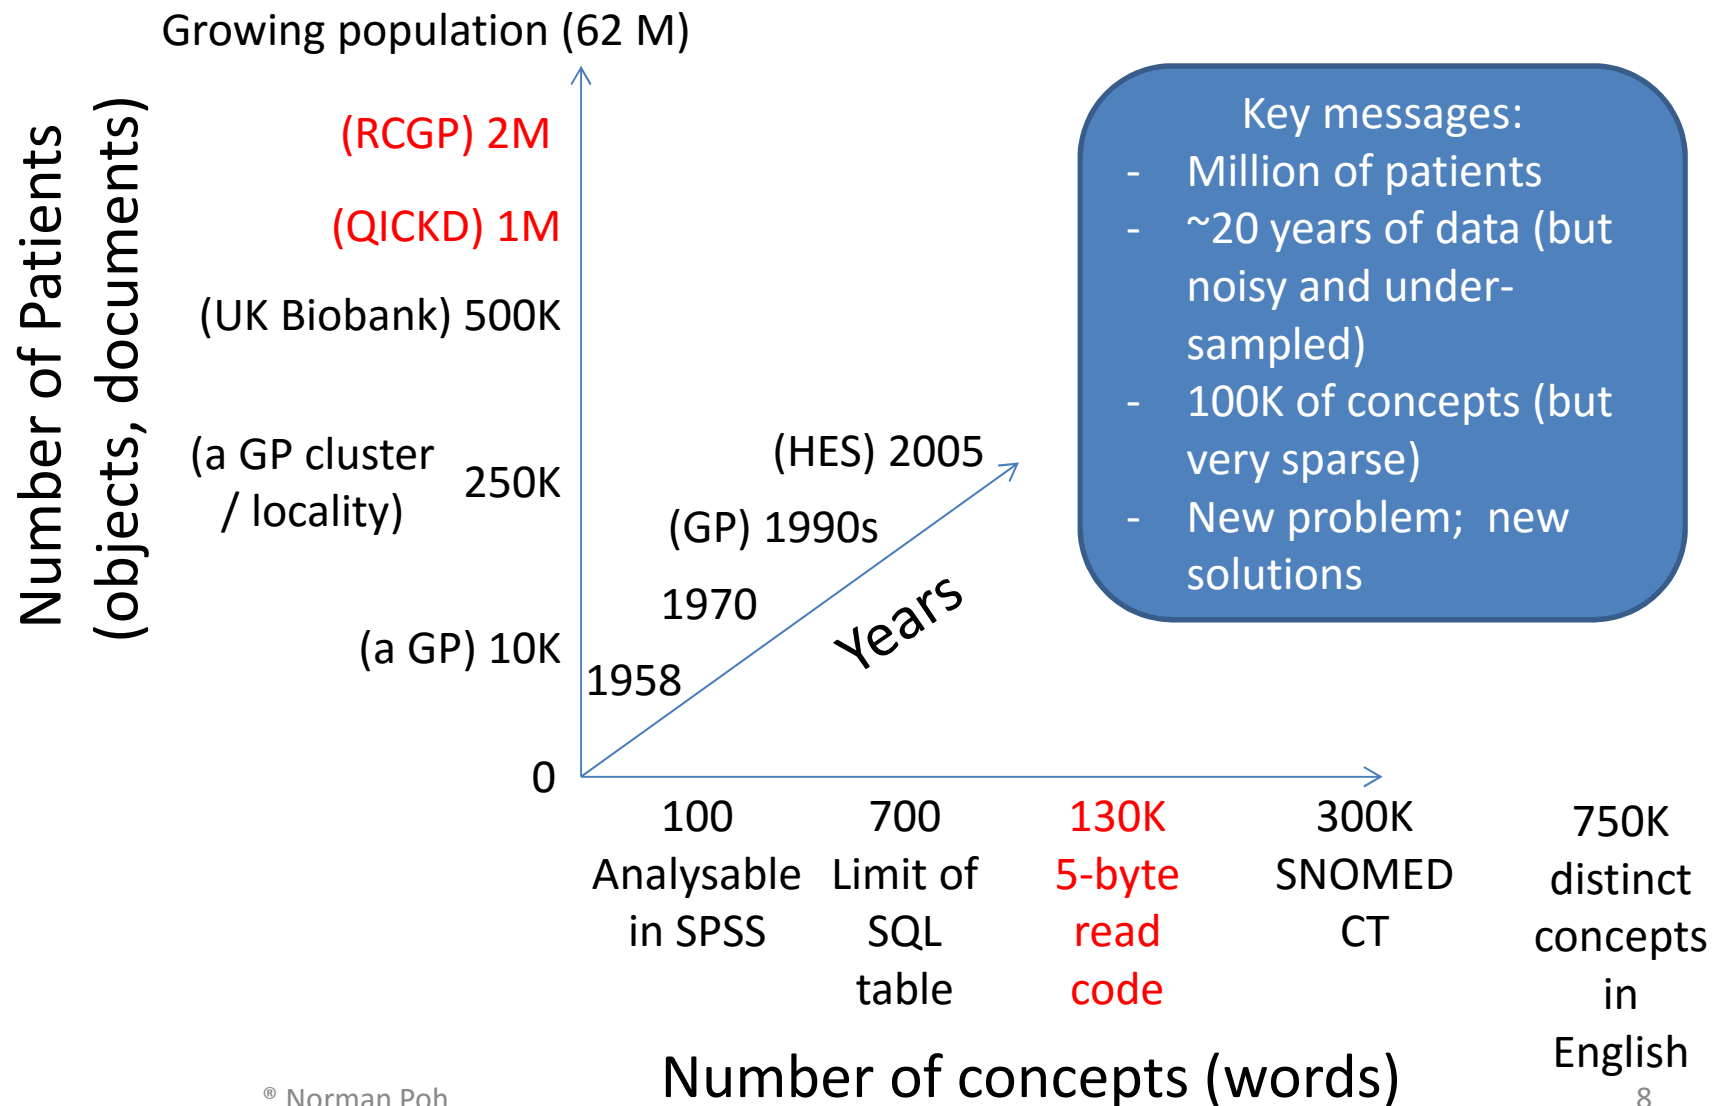 Growing population (62 M)
Number of Patients
(objects, documents)
(RCGP) 2M
(QICKD) 1M
(UK Biobank) 500K
(a GP cluster
/ locality)
250K
(a GP) 10K
0
(HES) 2005
(GP) 1990s
1970
1958
Years
Key messages:
- Million of patients
- ~20 years of data (but
noisy and under-
sampled)
- 100K of concepts (but
very sparse)
- New problem; new
solutions
100
Analysable
in SPSS
700
Limit of
SQL
table
130K
5-byte
read
code
300K
SNOMED
CT
750K
distinct
concepts
in
English
Number of concepts (words)
® Norman Poh
8